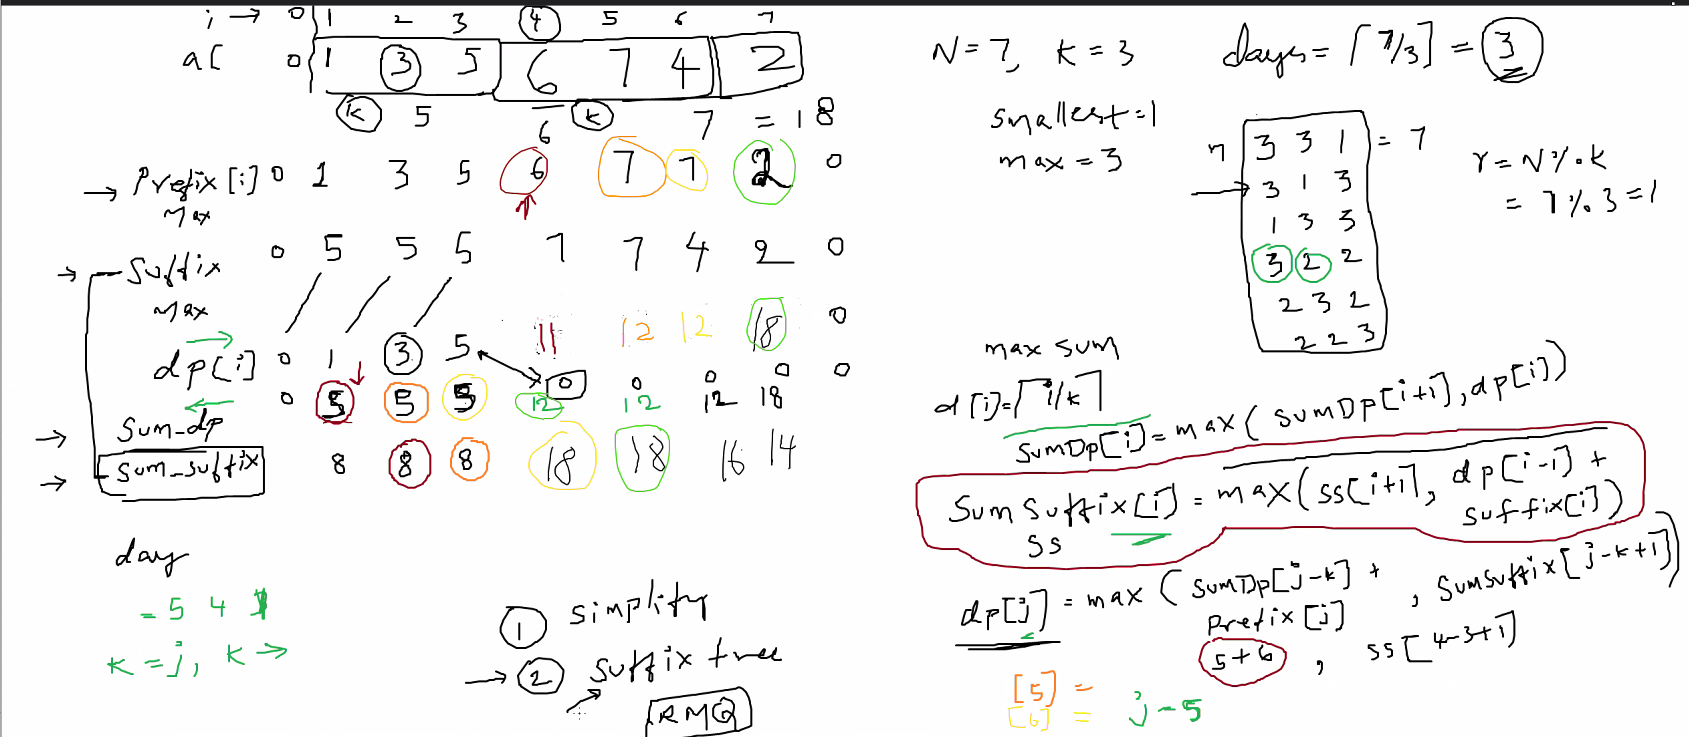 i → 0 1 2 3 4 5 6 7
a[ 0 1 3 5 6 7 4 2
k 5 6 k 7 = 18
→ Prefix[i] 0 1 3 5 6 7 7 2 0
Max
→ Suffix 0 5 5 5 7 7 4 2 0
Max
dp[i] 0 1 3 5 11 12 12 18 0
0 0 0 0 0
→ Sum_dp 0 5 5 5 12 12 12 18
→ Sum_suffix 8 8 8 18 18 16 14
day
= 5 4
k = j, k →
① simplify
→ ② suffix tree
RMQ
N = 7, K = 3 days = ⌈7/3⌉ = 3
smallest = 1
max = 3
7 3 3 1 = 7
→ 3 1 3
1 3 3
3 2 2
2 3 2
2 2 3
r = N % k
= 7 % 3 = 1
max sum
d[i] = ⌈i/k⌉
sumDp[i] = max(sumDp[i+1], dp[i])
Sum Suffix[i] = max(ss[i+1], dp[i-1] +
suffix[i])
ss
dp[j] = max(sumDp[j-k] +
Prefix[j]
, Sumsuffix[j-k+1])
5+6 , ss[4-3+1]
[5] =
[6] = j-5